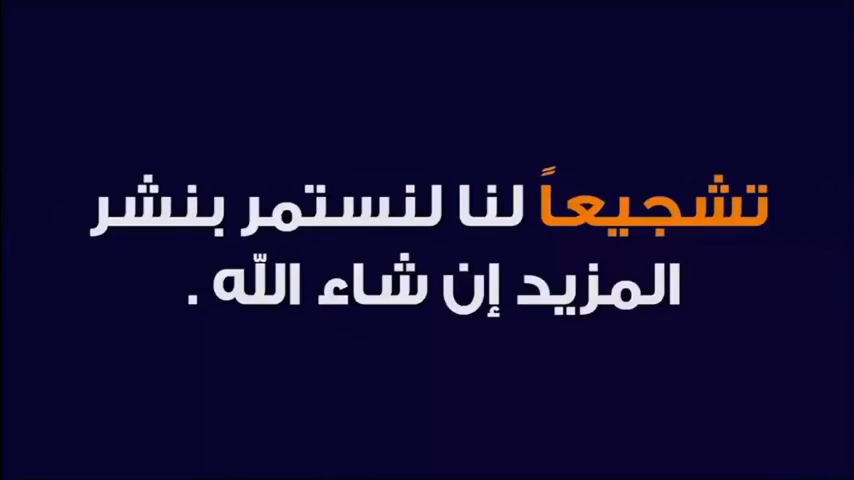 تشجيعاً لنا لنستمر بنشر
المزيد إن شاء الله .